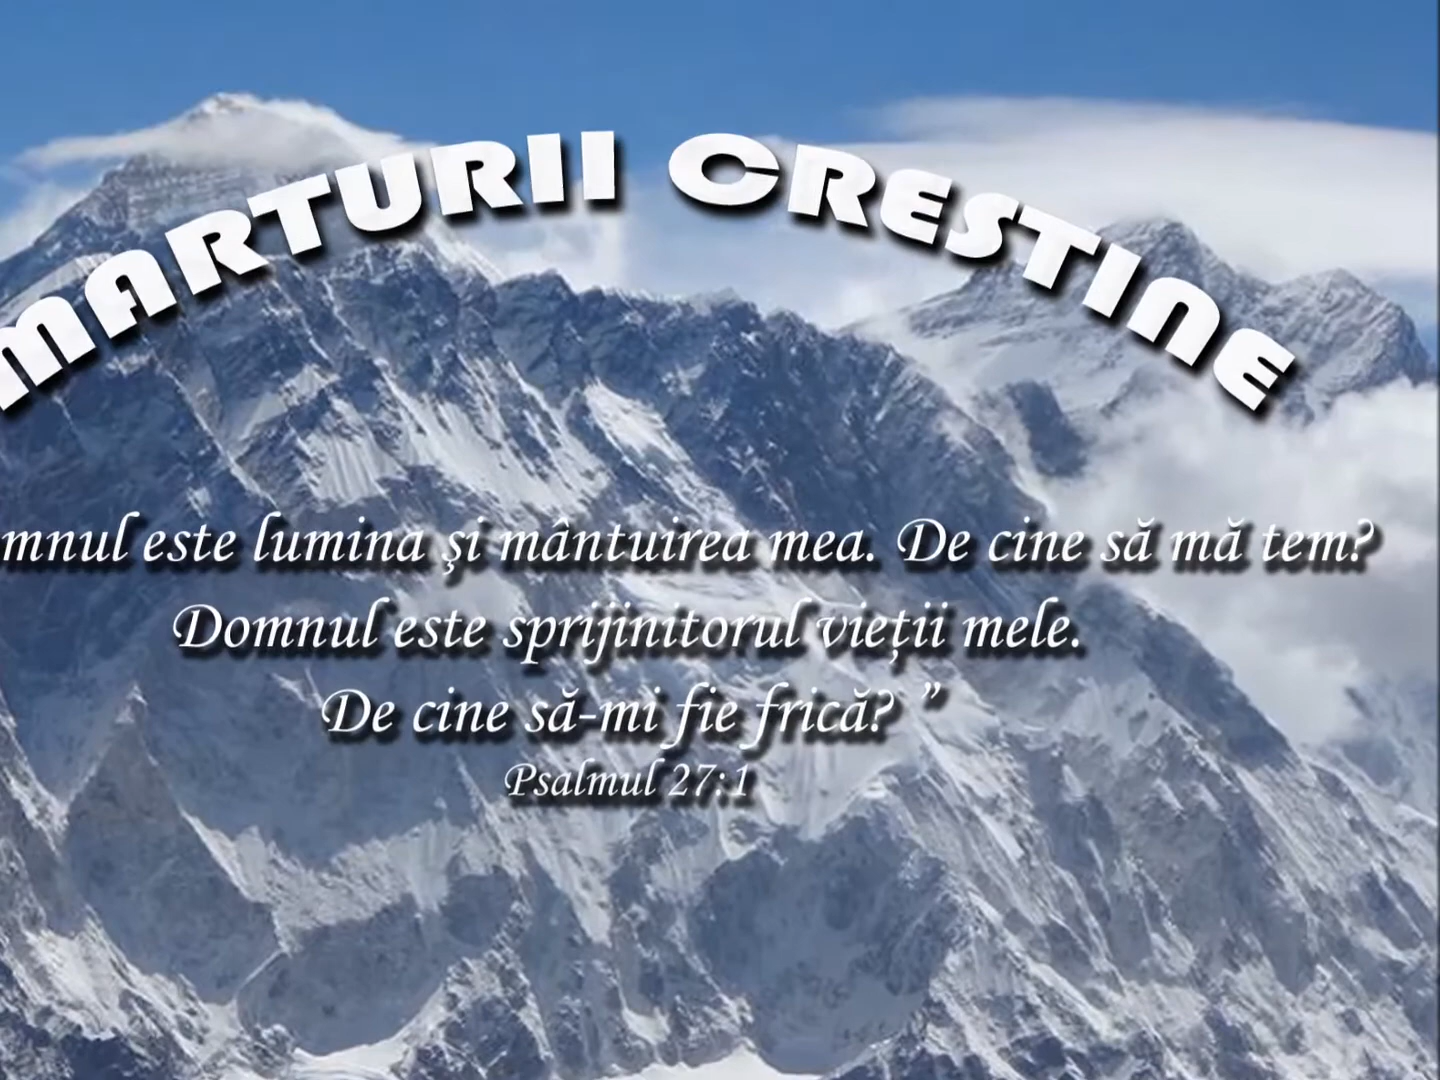 MARTURII CRESTINE
mnul este lumina şi mântuirea mea. De cine să mă tem?
Domnul este sprijinitorul vieţii mele.
De cine să-mi fie frică? ”
Psalmul 27:1